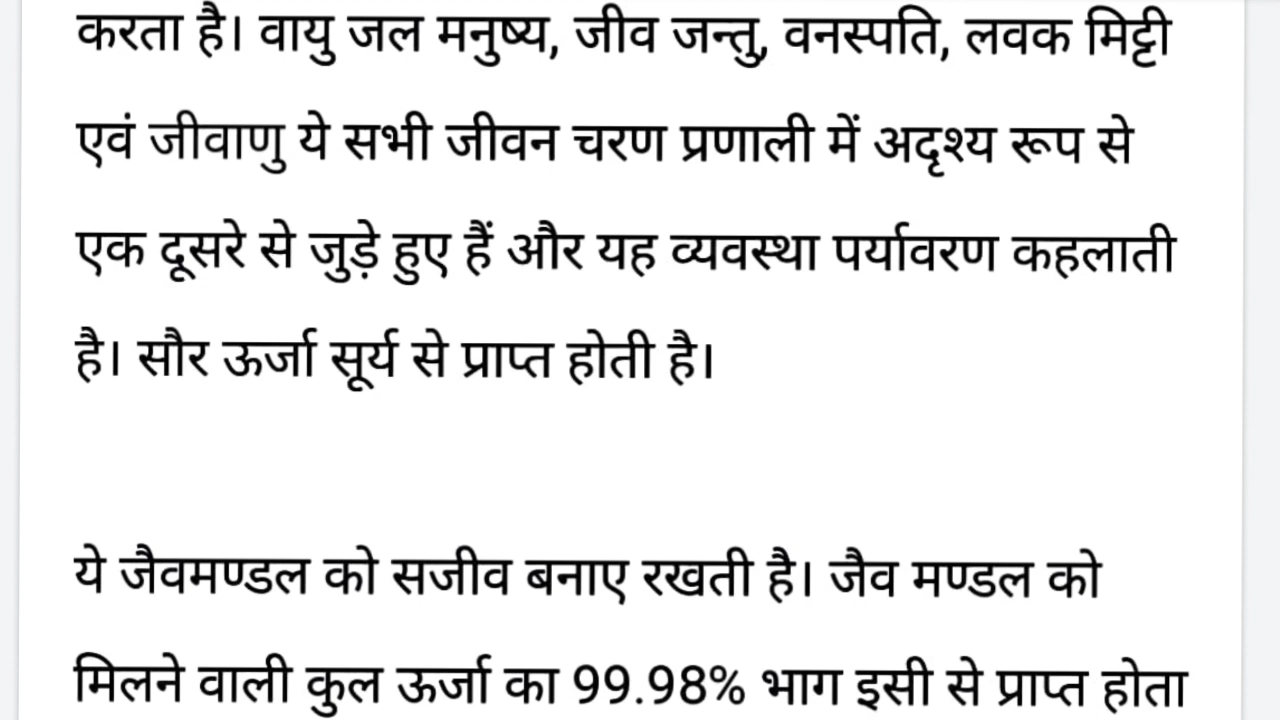 करता है। वायु जल मनुष्य, जीव जन्तु, वनस्पति, लवक मिट्टी
एवं जीवाणु ये सभी जीवन चरण प्रणाली में अदृश्य रूप से
एक दूसरे से जुड़े हुए हैं और यह व्यवस्था पर्यावरण कहलाती
है। सौर ऊर्जा सूर्य से प्राप्त होती है।
ये जैवमण्डल को सजीव बनाए रखती है। जैव मण्डल को
मिलने वाली कुल ऊर्जा का 99.98% भाग इसी से प्राप्त होता